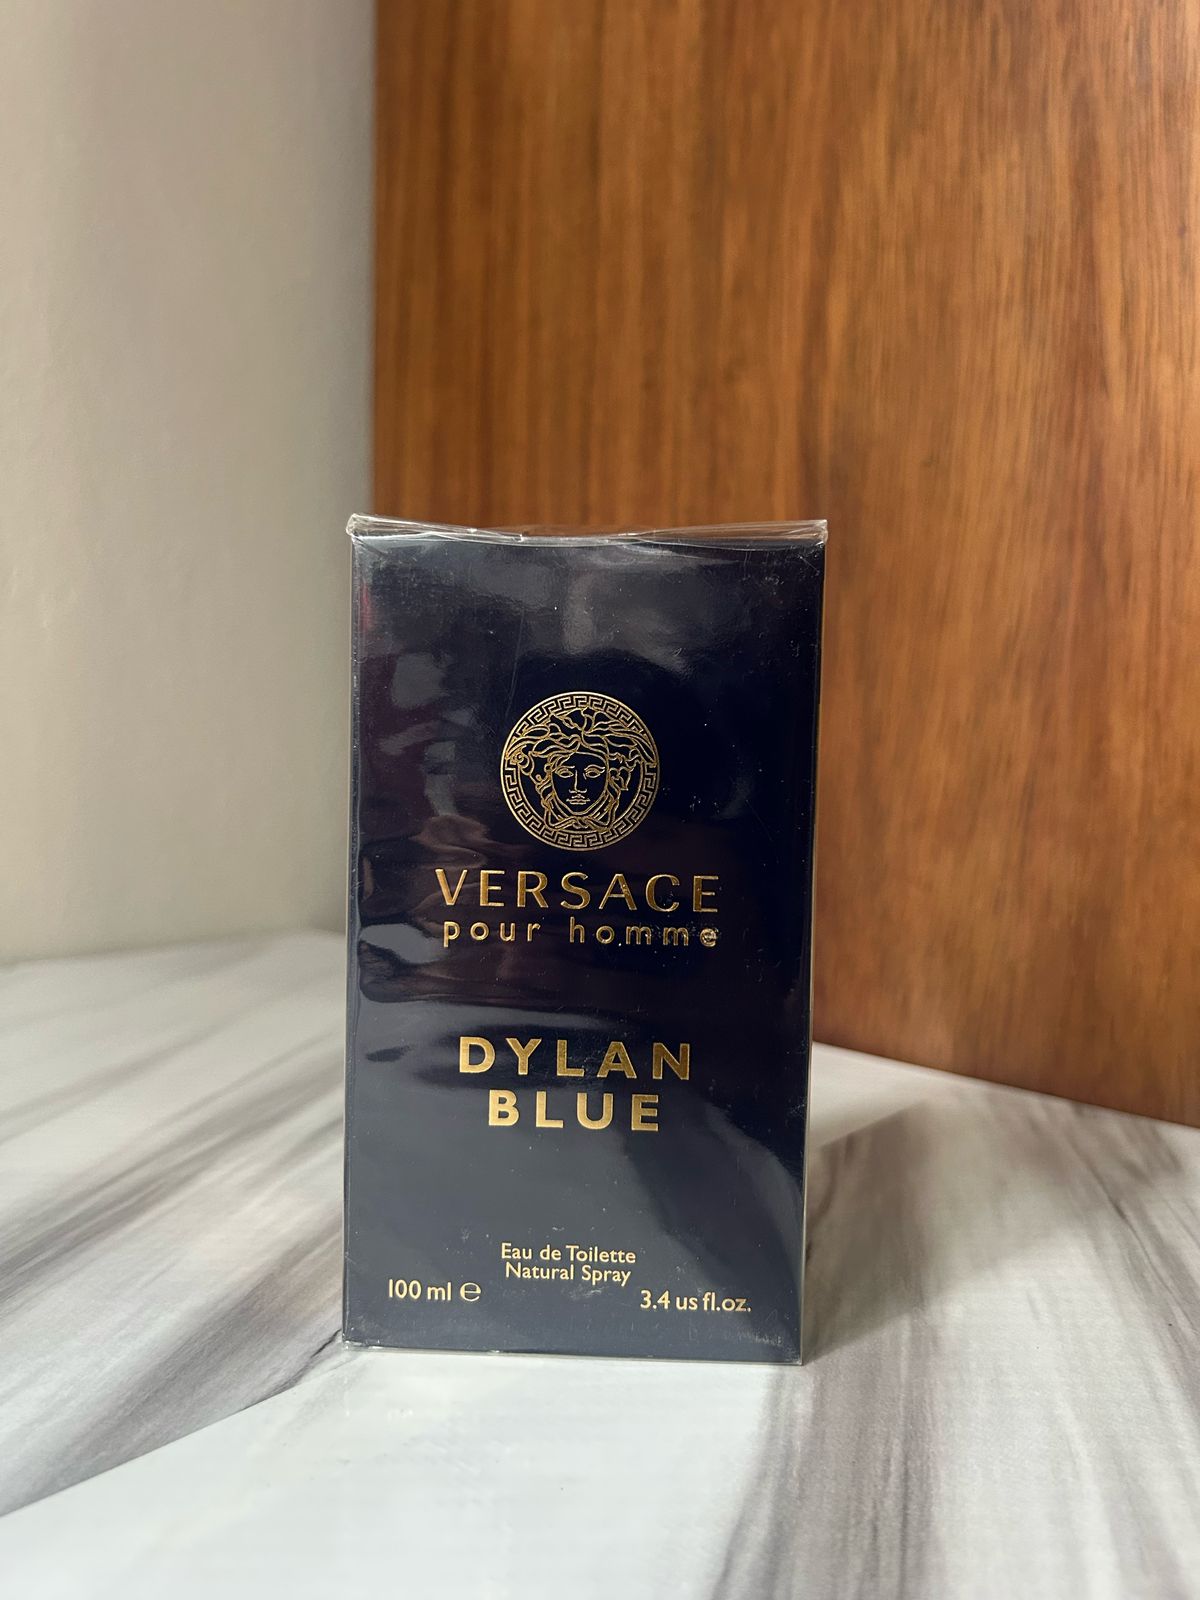 VERSACE
pour homme
DYLAN
BLUE
Eau de Toilette
Natural Spray
100 ml ℮
3.4 us fl.oz.